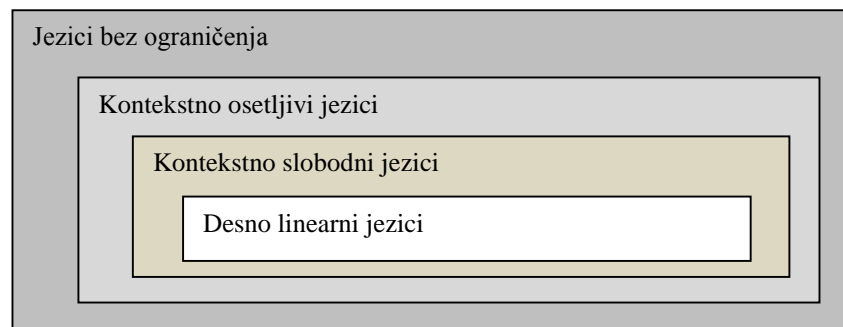 Jezici bez ograničenja
Kontekstno osetljivi jezici
Kontekstno slobodni jezici
Desno linearni jezici